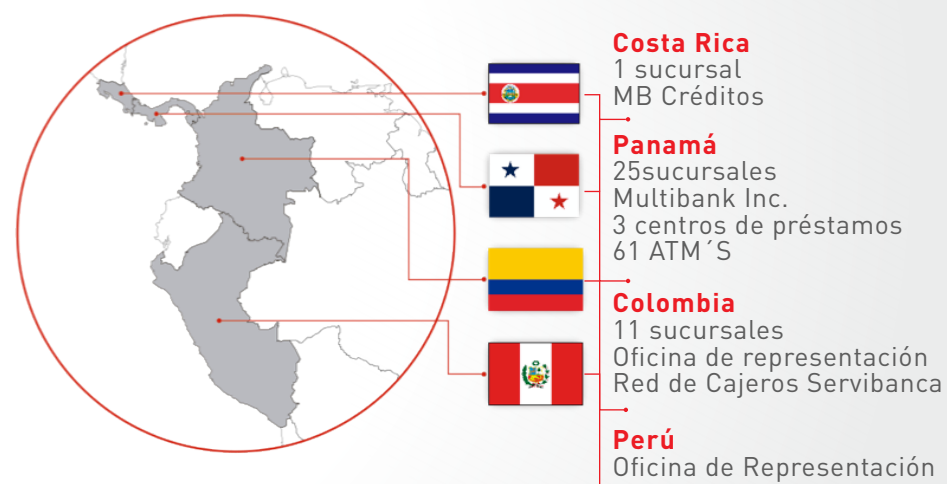 Costa Rica
1 sucursal
MB Créditos
Panamá
25sucursales
Multibank Inc.
3 centros de préstamos
61 ATM´S
Colombia
11 sucursales
Oficina de representación
Red de Cajeros Servibanca
Perú
Oficina de Representación